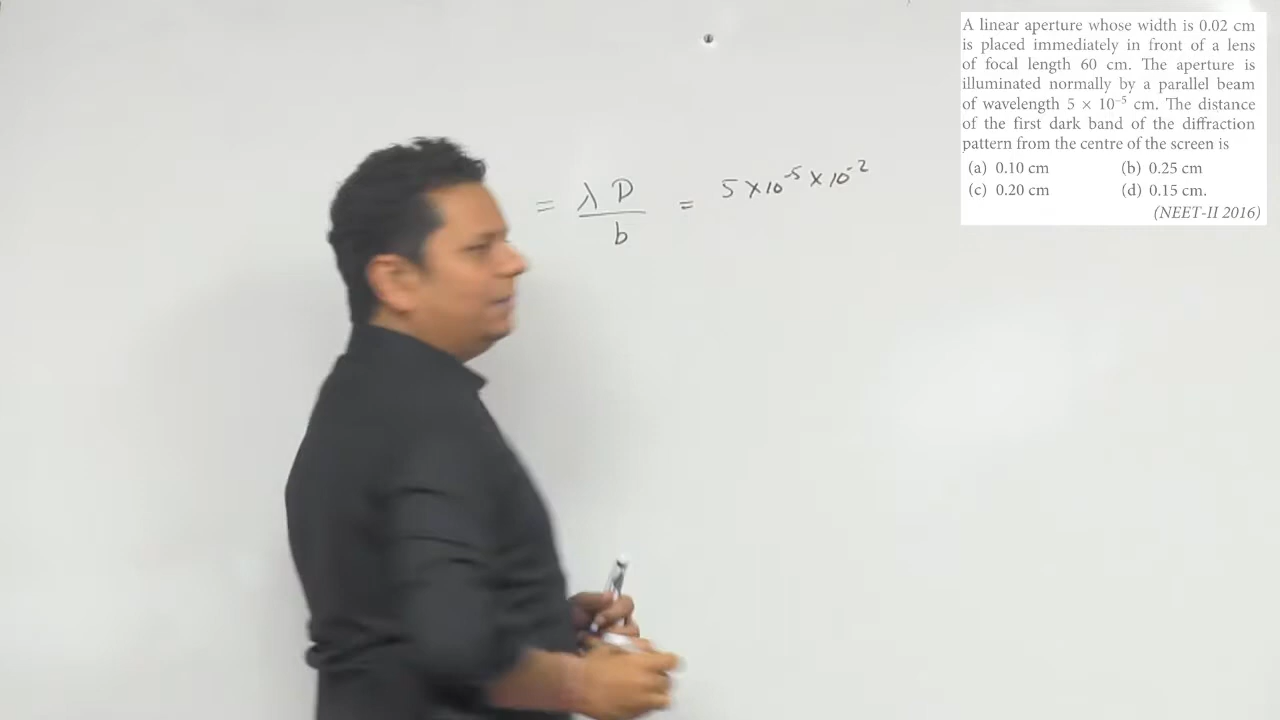 A linear aperture whose width is 0.02 cm
is placed immediately in front of a lens
of focal length 60 cm. The aperture is
illuminated normally by a parallel beam
of wavelength 5 × 10⁻⁵ cm. The distance
of the first dark band of the diffraction
pattern from the centre of the screen is
(a) 0.10 cm (b) 0.25 cm
(c) 0.20 cm (d) 0.15 cm.
(NEET-II 2016)
= λ D / b = 5 × 10⁻⁵ × 10⁻²